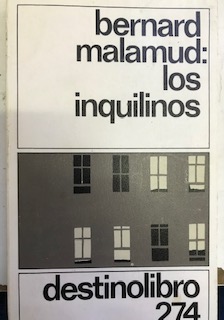 bernard
malamud:
los
inquilinos
destinolibro
274